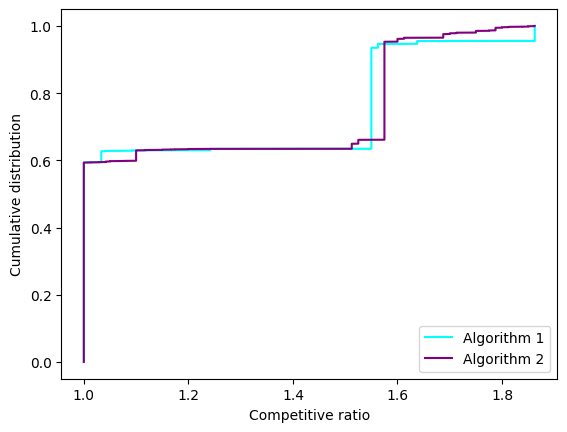 1.0
0.8
0.6
0.4
0.2
0.0
Cumulative distribution
1.0 1.2 1.4 1.6 1.8
Competitive ratio
Algorithm 1
Algorithm 2